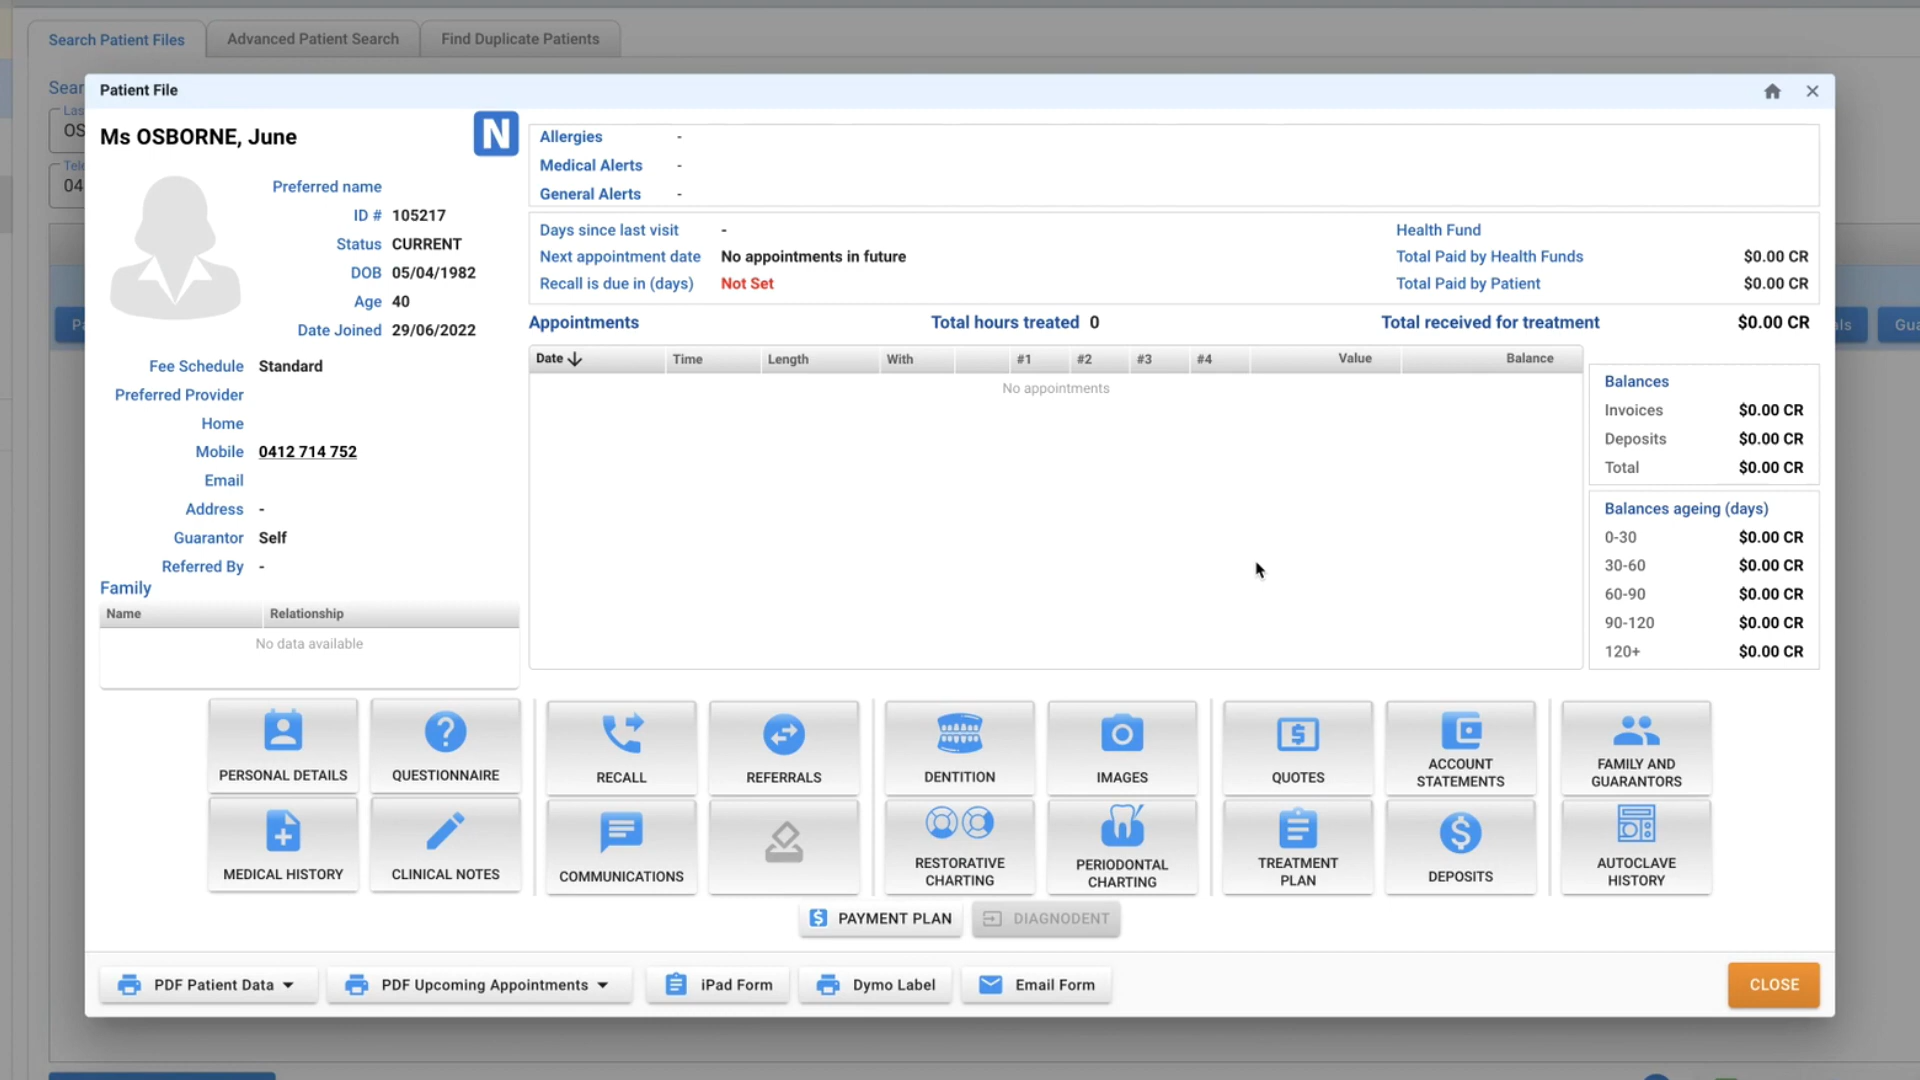 Search Patient Files
Advanced Patient Search
Find Duplicate Patients
Sear
Las
OS
Tele
04
Patient File
Ms OSBORNE, June
N
Preferred name
ID # 105217
Status CURRENT
DOB 05/04/1982
Age 40
Date Joined 29/06/2022
Fee Schedule Standard
Preferred Provider
Home
Mobile 0412 714 752
Email
Address -
Guarantor Self
Referred By -
Family
Name Relationship
No data available
Allergies -
Medical Alerts -
General Alerts -
Days since last visit -
Next appointment date No appointments in future
Recall is due in (days) Not Set
Health Fund
Total Paid by Health Funds $0.00 CR
Total Paid by Patient $0.00 CR
Appointments Total hours treated 0 Total received for treatment $0.00 CR
Date Time Length With #1 #2 #3 #4 Value Balance
No appointments
Balances
Invoices $0.00 CR
Deposits $0.00 CR
Total $0.00 CR
Balances ageing (days)
0-30 $0.00 CR
30-60 $0.00 CR
60-90 $0.00 CR
90-120 $0.00 CR
120+ $0.00 CR
Pa
ls
Gua
PERSONAL DETAILS
QUESTIONNAIRE
RECALL
REFERRALS
DENTITION
IMAGES
QUOTES
ACCOUNT
STATEMENTS
FAMILY AND
GUARANTORS
MEDICAL HISTORY
CLINICAL NOTES
COMMUNICATIONS
RESTORATIVE
CHARTING
PERIODONTAL
CHARTING
TREATMENT
PLAN
DEPOSITS
AUTOCLAVE
HISTORY
PAYMENT PLAN
DIAGNODENT
PDF Patient Data
PDF Upcoming Appointments
iPad Form
Dymo Label
Email Form
CLOSE